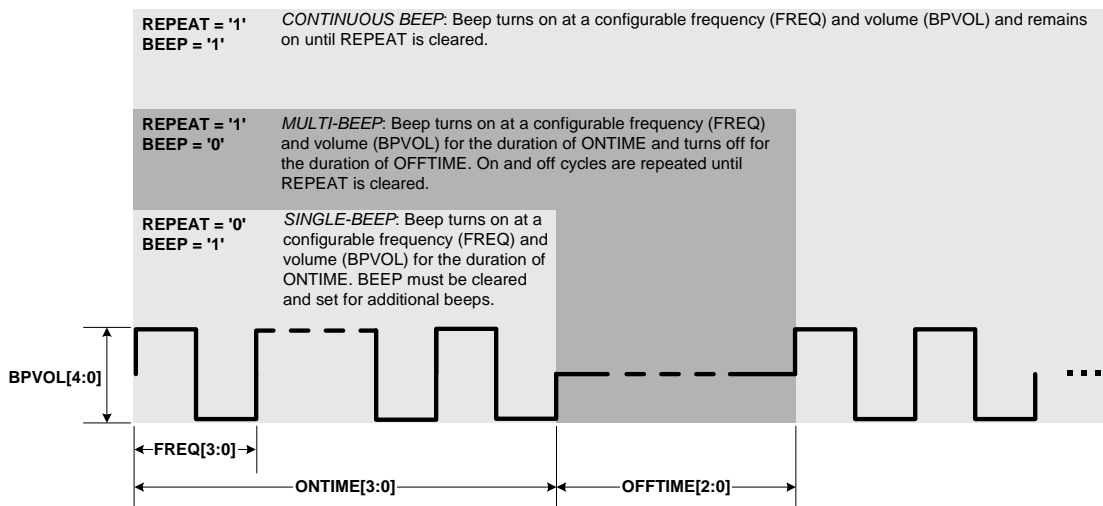 REPEAT = '1'
BEEP = '1'
CONTINUOUS BEEP: Beep turns on at a configurable frequency (FREQ) and volume (BPVOL) and remains
on until REPEAT is cleared.
REPEAT = '1'
BEEP = '0'
MULTI-BEEP: Beep turns on at a configurable frequency (FREQ)
and volume (BPVOL) for the duration of ONTIME and turns off for
the duration of OFFTIME. On and off cycles are repeated until
REPEAT is cleared.
REPEAT = '0'
BEEP = '1'
SINGLE-BEEP: Beep turns on at a
configurable frequency (FREQ) and
volume (BPVOL) for the duration of
ONTIME. BEEP must be cleared
and set for additional beeps.
BPVOL[4:0]
FREQ[3:0]
ONTIME[3:0]
OFFTIME[2:0]